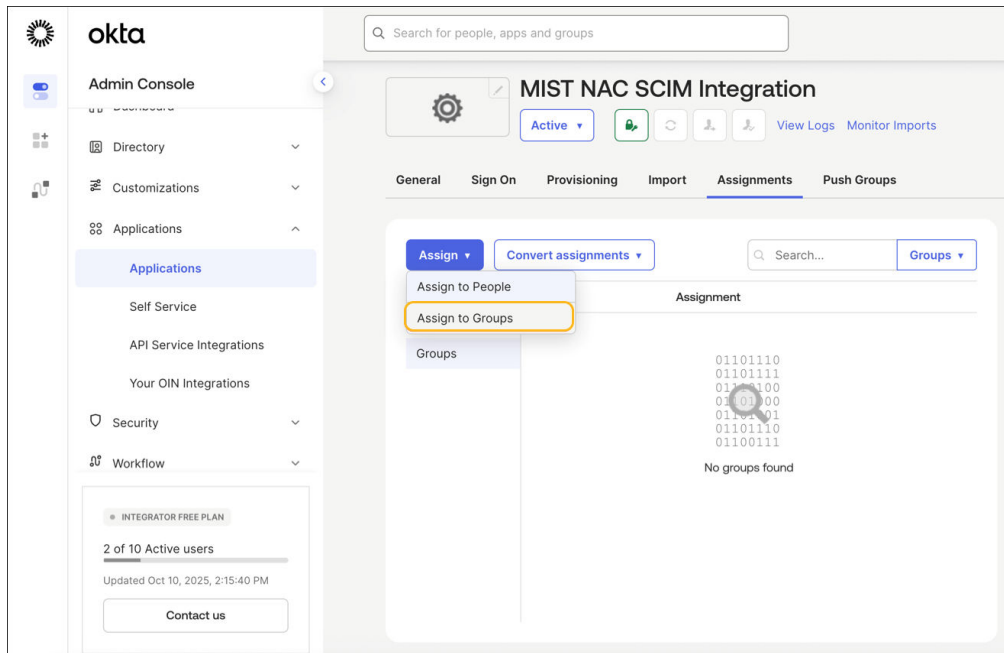 okta
Search for people, apps and groups
Admin Console
Dashboard
Directory
Customizations
Applications
Applications
Self Service
API Service Integrations
Your OIN Integrations
Security
Workflow
INTEGRATOR FREE PLAN
2 of 10 Active users
Updated Oct 10, 2025, 2:15:40 PM
Contact us
MIST NAC SCIM Integration
Active
View Logs Monitor Imports
General Sign On Provisioning Import Assignments Push Groups
Assign Convert assignments Search... Groups
Assign to People
Assign to Groups
Assignment
Groups
01101110
01101111
01101110
01100111
No groups found